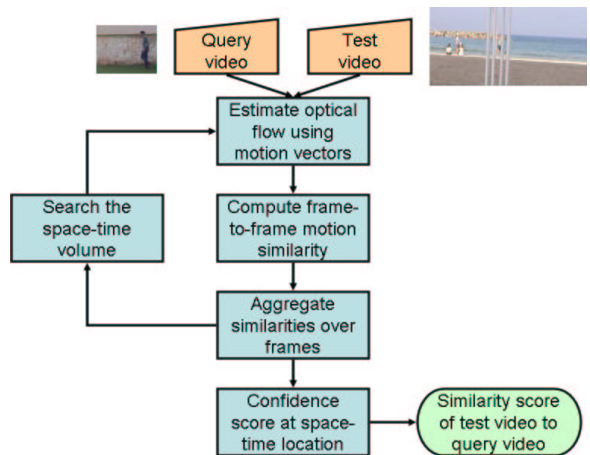 Query
video
Test
video
Estimate optical
flow using
motion vectors
Search the
space-time
volume
Compute frame-
to-frame motion
similarity
Aggregate
similarities over
frames
Confidence
score at space-
time location
Similarity score
of test video to
query video